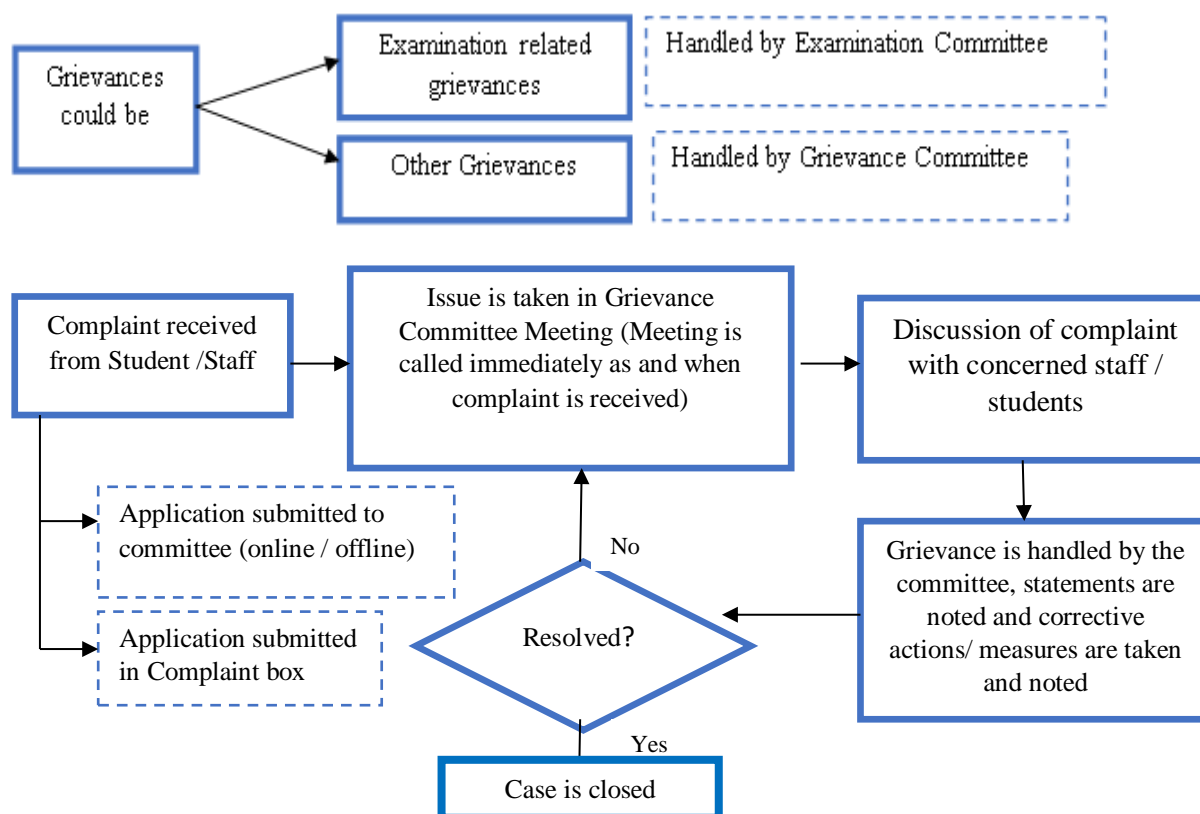 Grievances
could be
Examination related
grievances
Handled by Examination Committee
Other Grievances
Handled by Grievance Committee
Complaint received
from Student /Staff
Issue is taken in Grievance
Committee Meeting (Meeting is
called immediately as and when
complaint is received)
Discussion of complaint
with concerned staff /
students
Application submitted to
committee (online / offline)
Application submitted
in Complaint box
No
Resolved?
Yes
Grievance is handled by the
committee, statements are
noted and corrective
actions/ measures are taken
and noted
Case is closed